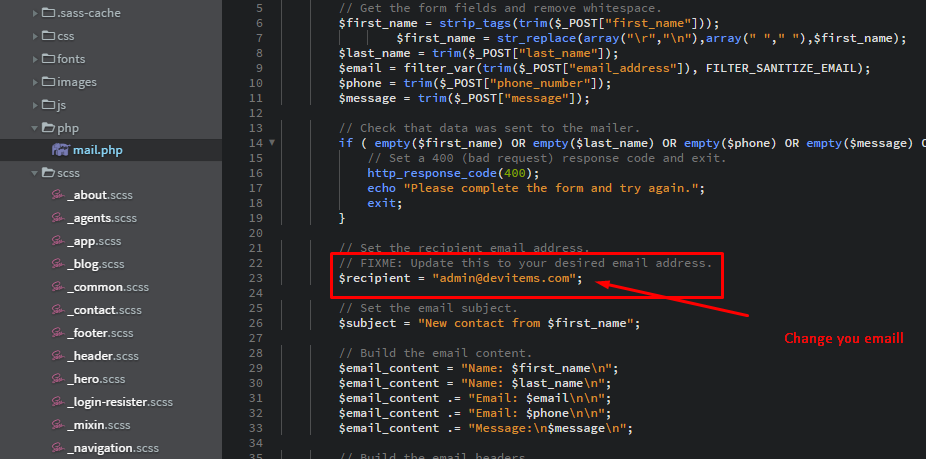 .sass-cache
css
fonts
images
js
php
mail.php
scss
_about.scss
_agents.scss
_app.scss
_blog.scss
_common.scss
_contact.scss
_footer.scss
_header.scss
_hero.scss
_login-resister.scss
_mixin.scss
_navigation.scss
5 // Get the form fields and remove whitespace.
6 $first_name = strip_tags(trim($_POST["first_name"]));
7 $first_name = str_replace(array("\r","\n"),array(" "," "),$first_name);
8 $last_name = trim($_POST["last_name"]);
9 $email = filter_var(trim($_POST["email_address"]), FILTER_SANITIZE_EMAIL);
10 $phone = trim($_POST["phone_number"]);
11 $message = trim($_POST["message"]);
12
13 // Check that data was sent to the mailer.
14 if ( empty($first_name) OR empty($last_name) OR empty($phone) OR empty($message) O
15 // Set a 400 (bad request) response code and exit.
16 http_response_code(400);
17 echo "Please complete the form and try again.";
18 exit;
19 }
20
21 // Set the recipient email address.
22 // FIXME: Update this to your desired email address.
23 $recipient = "admin@devitems.com";
24
25 // Set the email subject.
26 $subject = "New contact from $first_name";
27
28 // Build the email content.
29 $email_content = "Name: $first_name\n";
30 $email_content = "Name: $last_name\n";
31 $email_content .= "Email: $email\n\n";
32 $email_content .= "Email: $phone\n\n";
33 $email_content .= "Message:\n$message\n";
34
35 // Build the email headers.
Change you emaill